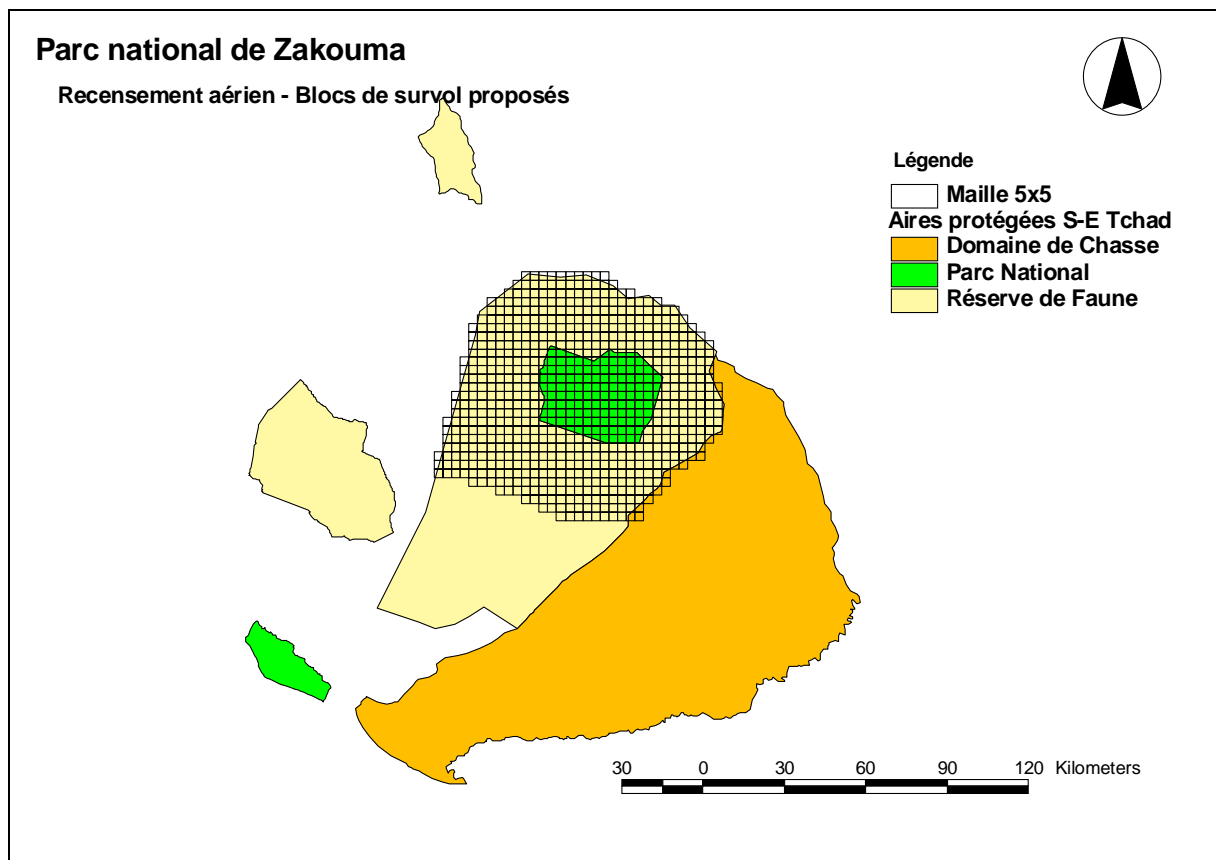 Parc national de Zakouma
Recensement aérien - Blocs de survol proposés
Légende
Maille 5x5
Aires protégées S-E Tchad
Domaine de Chasse
Parc National
Réserve de Faune
30 0 30 60 90 120 Kilometers